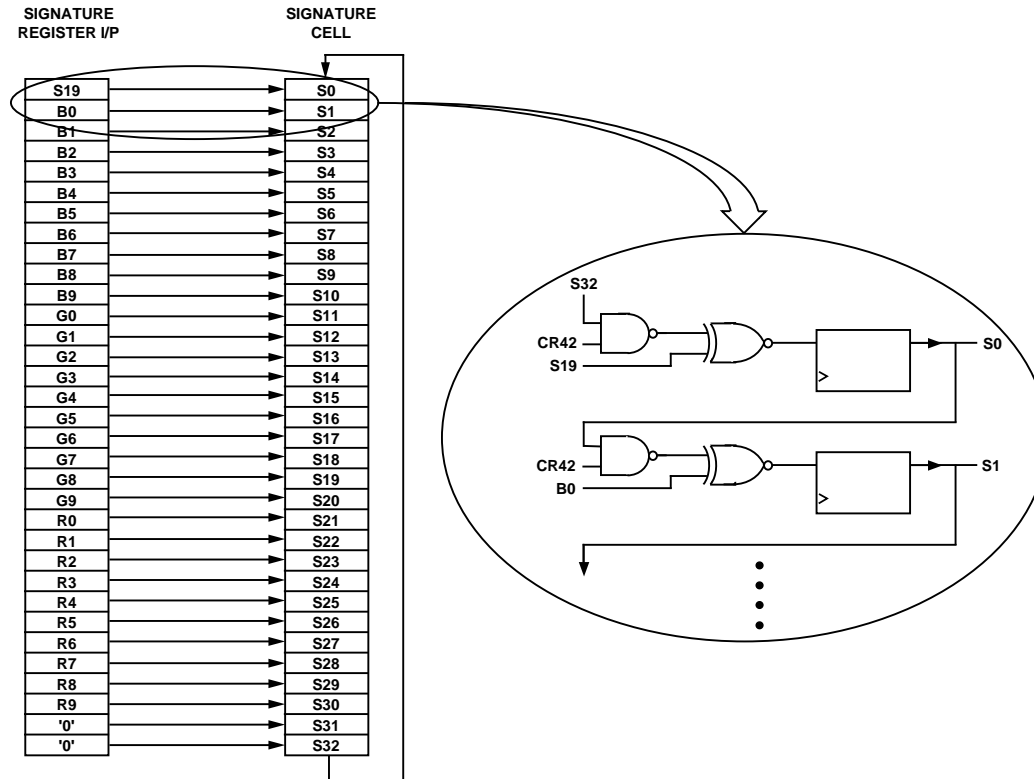 SIGNATURE
REGISTER I/P
SIGNATURE
CELL
S19 S0
B0 S1
B1 S2
B2 S3
B3 S4
B4 S5
B5 S6
B6 S7
B7 S8
B8 S9
B9 S10
G0 S11
G1 S12
G2 S13
G3 S14
G4 S15
G5 S16
G6 S17
G7 S18
G8 S19
G9 S20
R0 S21
R1 S22
R2 S23
R3 S24
R4 S25
R5 S26
R6 S27
R7 S28
R8 S29
R9 S30
'0' S31
'0' S32
S32
CR42
S19
S0
CR42
B0
S1